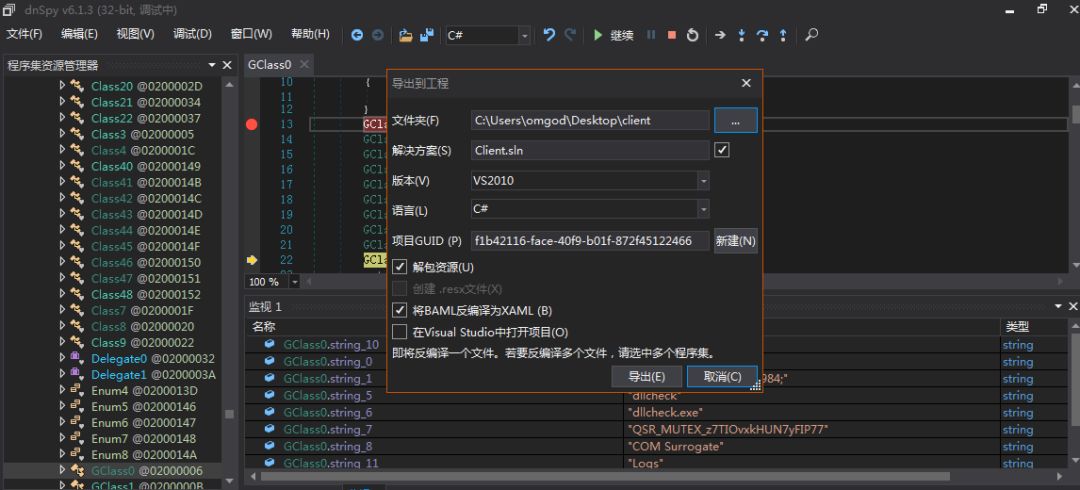 dnSpy v6.1.3 (32-bit, 调试中)
文件(F) 编辑(E) 视图(V) 调试(D) 窗口(W) 帮助(H) C# 继续
程序集资源管理器
Class20 @0200002D
Class21 @02000034
Class22 @02000037
Class3 @02000005
Class4 @0200001C
Class40 @02000149
Class41 @0200014B
Class42 @0200014C
Class43 @0200014D
Class44 @0200014E
Class45 @0200014F
Class46 @02000150
Class47 @02000151
Class48 @02000152
Class7 @0200001F
Class8 @02000020
Class9 @02000022
Delegate0 @02000032
Delegate1 @0200003A
Enum4 @0200013D
Enum5 @02000146
Enum6 @02000147
Enum7 @02000148
Enum8 @0200014A
GClass0 @02000006
GClass1 @0200000B
GClass0
10 {
11
12 }
13 GCla
14 GCla
15 GCla
16 GCla
17 GCla
18 GCla
19 GCla
20 GCla
21 GCla
22 GCla
100 %
导出到工程
文件夹(F) C:\Users\omgod\Desktop\client ...
解决方案(S) Client.sln
版本(V) VS2010
语言(L) C#
项目GUID (P) f1b42116-face-40f9-b01f-872f45122466 新建(N)
解包资源(U)
创建 .resx文件(X)
将BAML反编译为XAML (B)
在Visual Studio中打开项目(O)
即将反编译一个文件。若要反编译多个文件，请选中多个程序集。
导出(E) 取消(C)
监视 1
名称 类型
GClass0.string_10 string
GClass0.string_0 string
GClass0.string_1 984;" string
GClass0.string_5 "dllcheck" string
GClass0.string_6 "dllcheck.exe" string
GClass0.string_7 "QSR_MUTEX_z7TIOvxkHUN7yFIP77" string
GClass0.string_8 "COM Surrogate" string
GClass0.string_11 "Logs" string